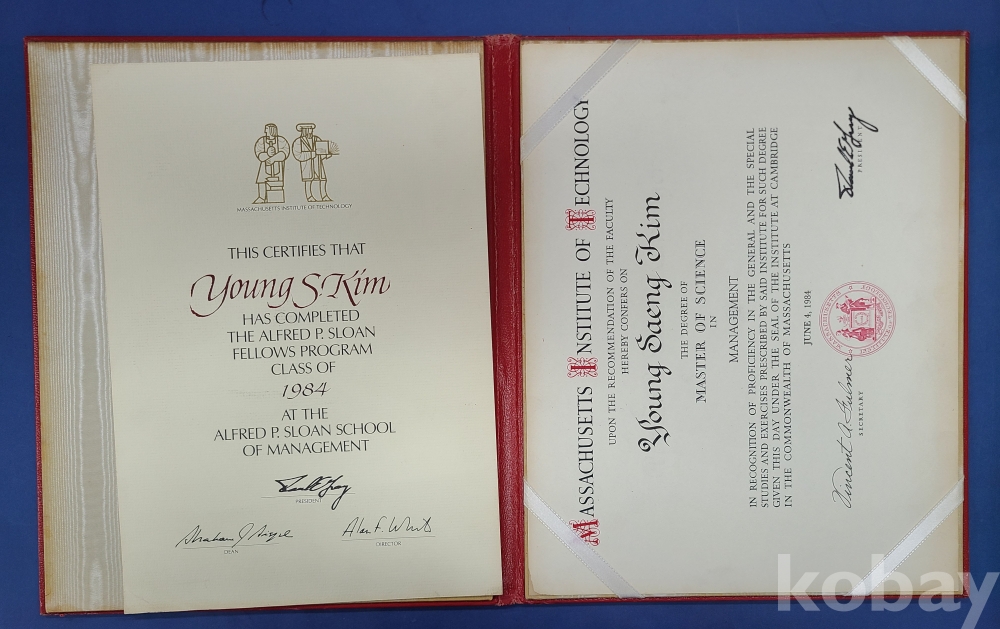 MASSACHUSETTS INSTITUTE OF TECHNOLOGY
THIS CERTIFIES THAT
Young S Kim
HAS COMPLETED
THE ALFRED P. SLOAN
FELLOWS PROGRAM
CLASS OF
1984
AT THE
ALFRED P. SLOAN SCHOOL
OF MANAGEMENT
PRESIDENT
Alan F. White
DEAN
DIRECTOR
MASSACHUSETTS INSTITUTE OF TECHNOLOGY
UPON THE RECOMMENDATION OF THE FACULTY
HEREBY CONFERS ON
Young Saeng Kim
THE DEGREE OF
MASTER OF SCIENCE
IN
MANAGEMENT
IN RECOGNITION OF PROFICIENCY IN THE GENERAL AND THE SPECIAL
STUDIES AND EXERCISES PRESCRIBED BY SAID INSTITUTE FOR SUCH DEGREE
GIVEN THIS DAY UNDER THE SEAL OF THE INSTITUTE AT CAMBRIDGE
IN THE COMMONWEALTH OF MASSACHUSETTS
JUNE 4, 1984
Vincent A. Fulmer
SECRETARY
PRESIDENT
kobay